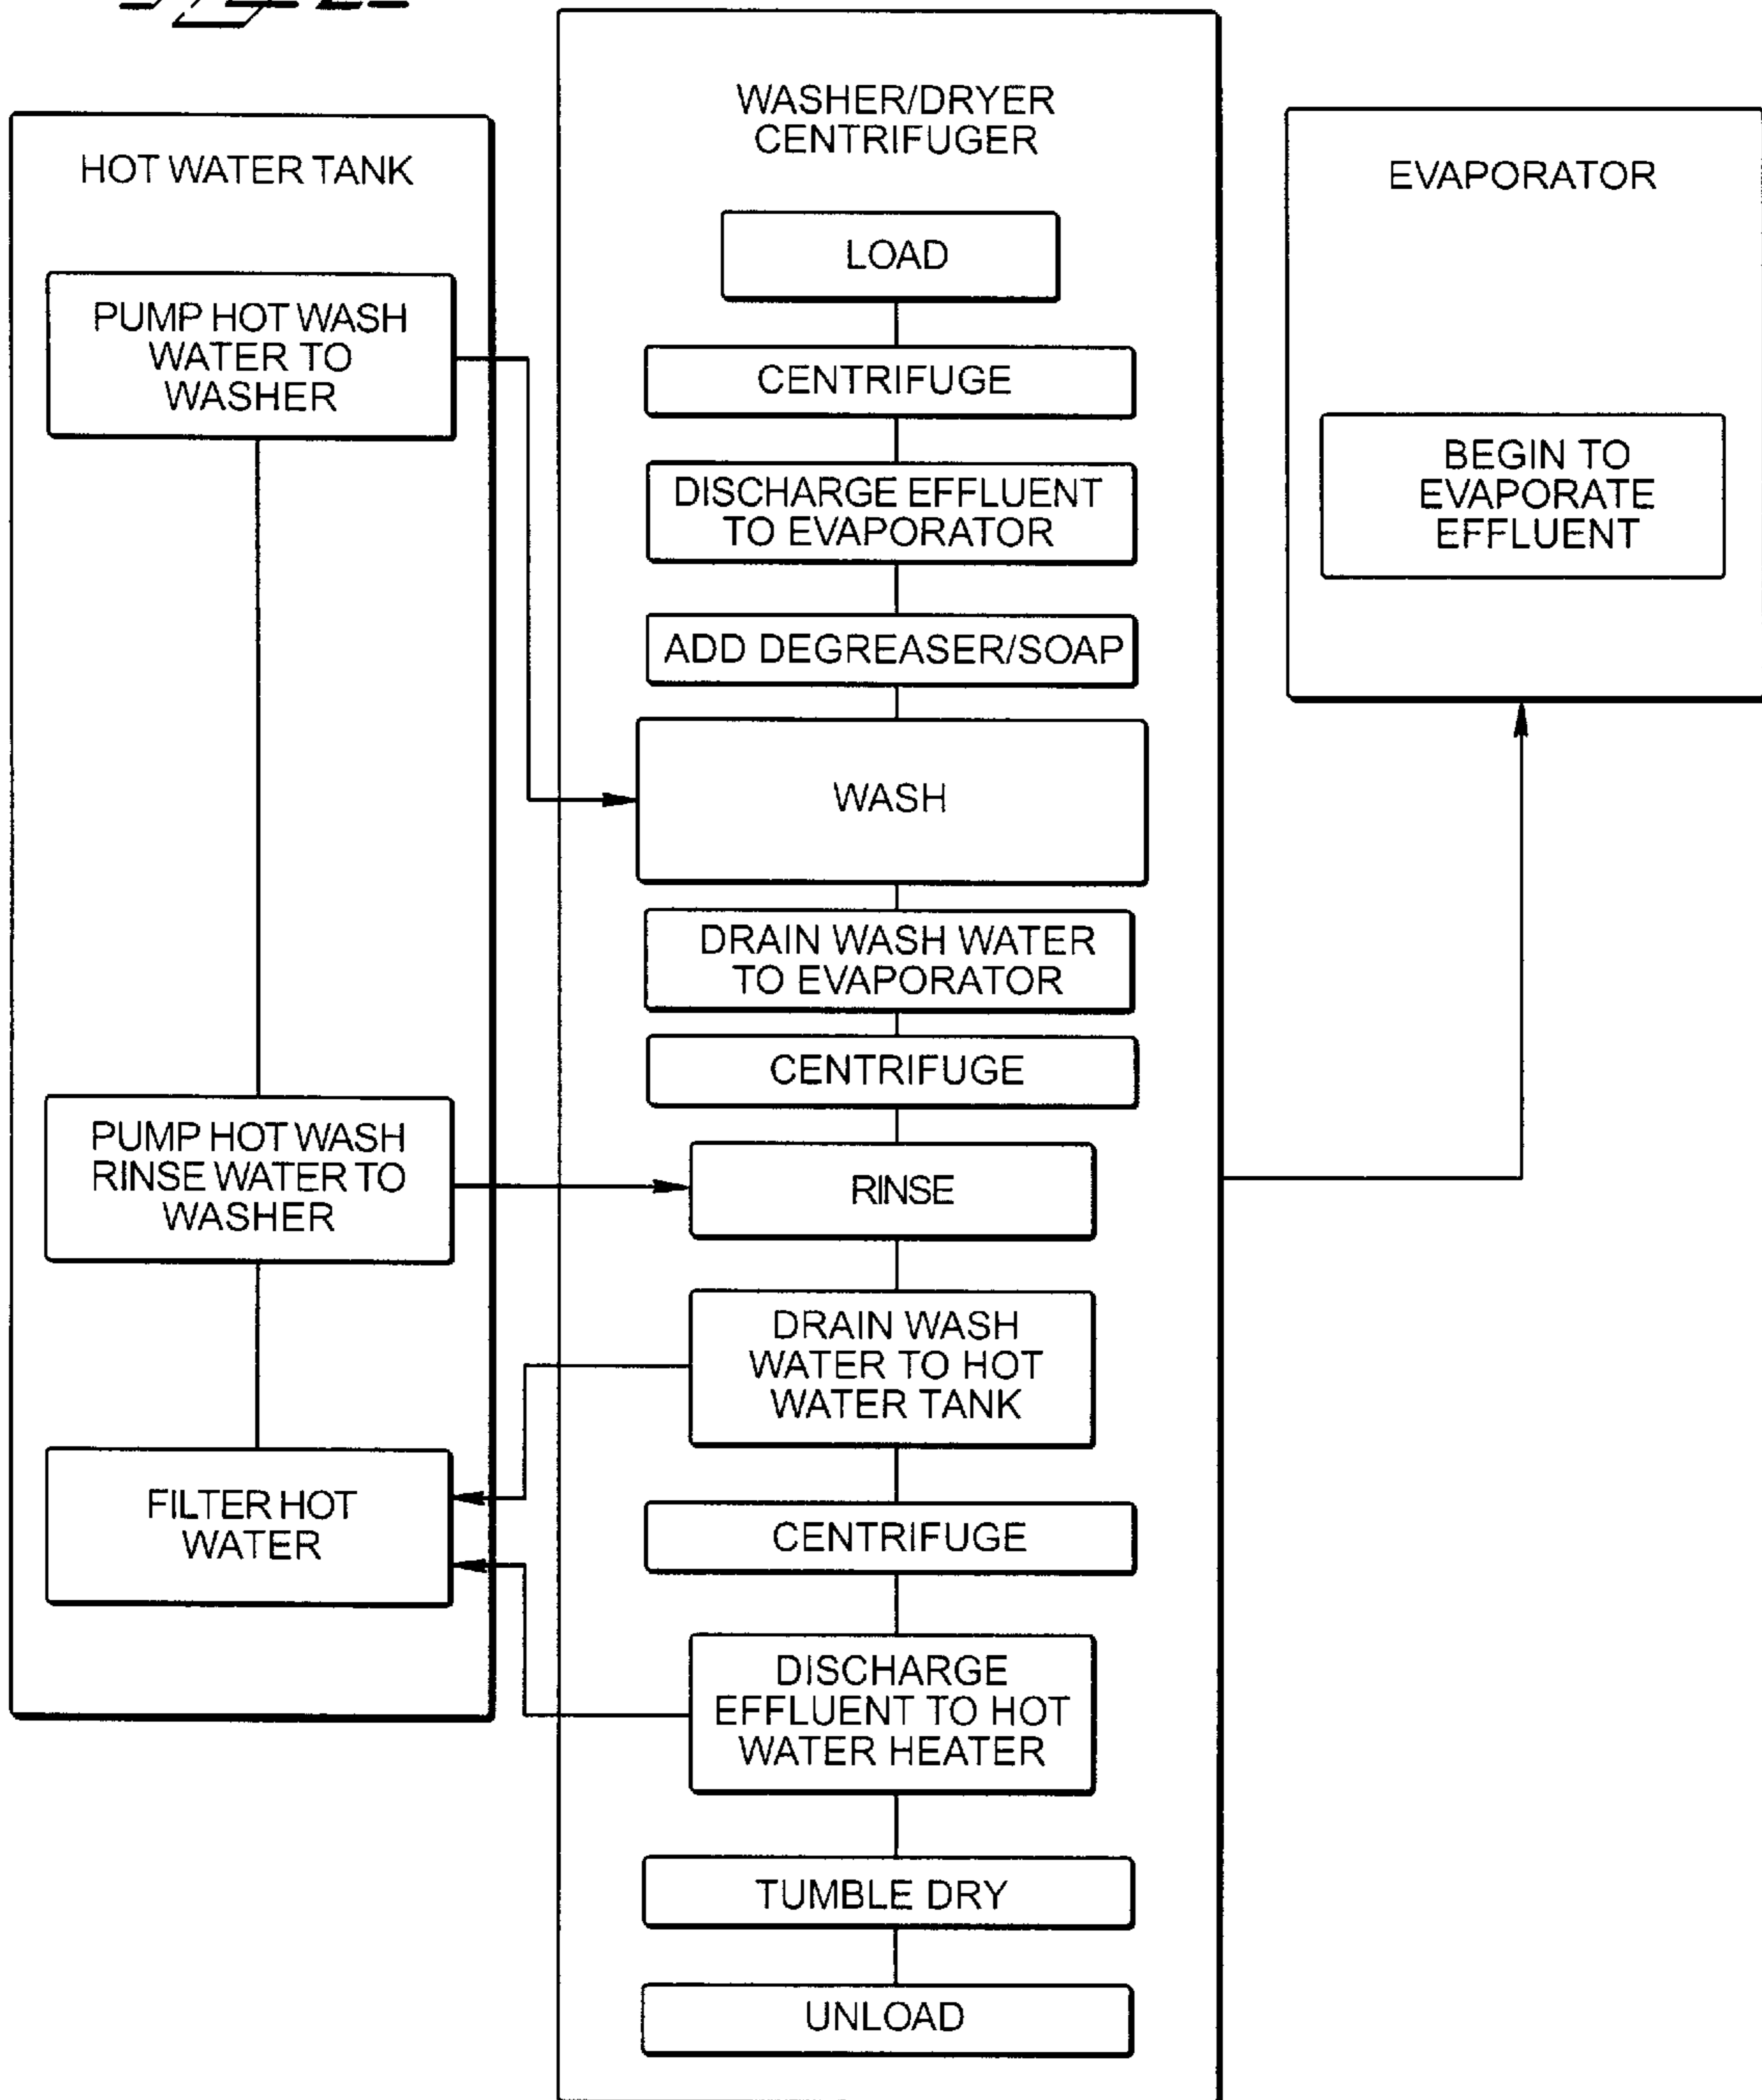 HOT WATER TANK
PUMP HOT WASH
WATER TO
WASHER
PUMP HOT WASH
RINSE WATER TO
WASHER
FILTER HOT
WATER
WASHER/DRYER
CENTRIFUGER
LOAD
CENTRIFUGE
DISCHARGE EFFLUENT
TO EVAPORATOR
ADD DEGREASER/SOAP
WASH
DRAIN WASH WATER
TO EVAPORATOR
CENTRIFUGE
RINSE
DRAIN WASH
WATER TO HOT
WATER TANK
CENTRIFUGE
DISCHARGE
EFFLUENT TO HOT
WATER HEATER
TUMBLE DRY
UNLOAD
EVAPORATOR
BEGIN TO
EVAPORATE
EFFLUENT